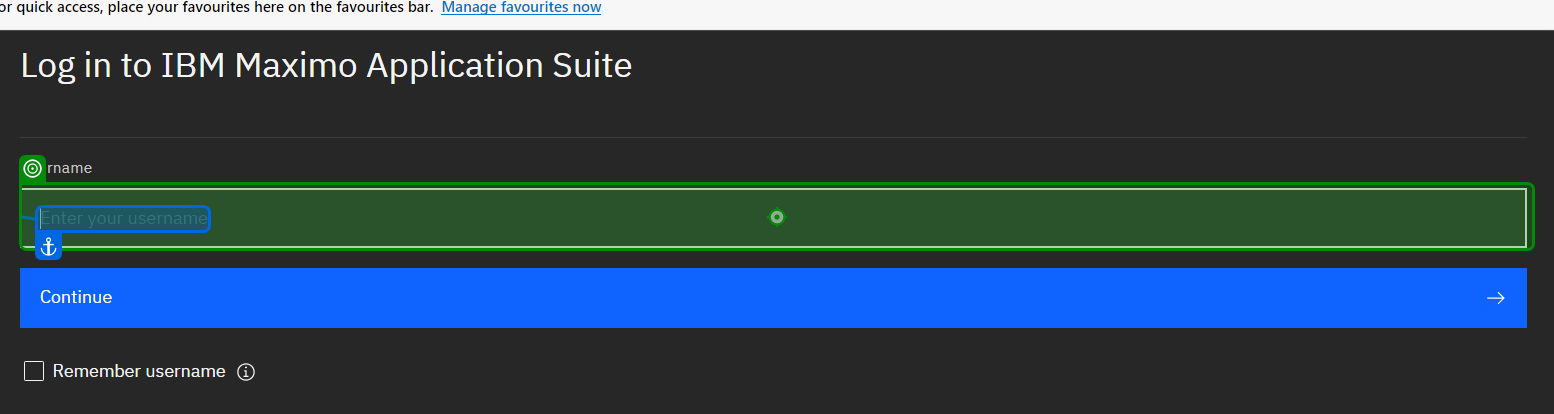 or quick access, place your favourites here on the favourites bar. Manage favourites now
Log in to IBM Maximo Application Suite
rname
Enter your username
Continue
Remember username